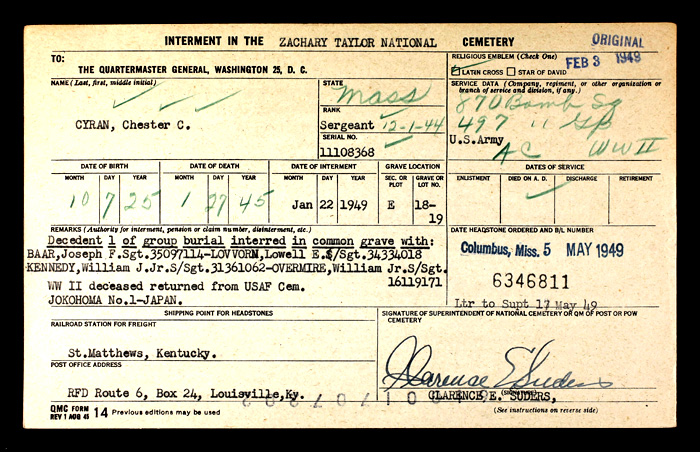 INTERMENT IN THE ZACHARY TAYLOR NATIONAL CEMETERY
ORIGINAL
FEB 3 1949
TO:
THE QUARTERMASTER GENERAL, WASHINGTON 25, D. C.
RELIGIOUS EMBLEM (Check One)
LATIN CROSS STAR OF DAVID
NAME (Last, first, middle initial)
CYRAN, Chester C.
STATE
Mass
RANK
Sergeant 12-1-44
SERIAL NO.
11108368
SERVICE DATA (Company, regiment, or other organization or
branch of service and division, if any.)
870 Bomb Sq
497 " Gp
U.S.Army
AC WW II
DATE OF BIRTH
MONTH DAY YEAR
10 7 25
DATE OF DEATH
MONTH DAY YEAR
1 27 45
DATE OF INTERMENT
MONTH DAY YEAR
Jan 22 1949
GRAVE LOCATION
SEC. OR PLOT GRAVE OR LOT NO.
E 18-19
DATES OF SERVICE
ENLISTMENT DIED ON A. D. DISCHARGE RETIREMENT
REMARKS (Authority for interment, pension or claim number, disinterment, etc.)
Decedent 1 of group burial interred in common grave with:
BAAR,Joseph F.Sgt.35097114-LOVVORM,Lowell E.S/Sgt.34334018
KENNEDY,William J.Jr.S/Sgt.31361062-OVERMIRE,William Jr.S/Sgt.
16119171
WW II deceased returned from USAF Cem.
JOKOHOMA No.1-JAPAN.
DATE HEADSTONE ORDERED AND B/L NUMBER
Columbus, Miss. 5 MAY 1949
6346811
Ltr to Supt 17 May 49
SHIPPING POINT FOR HEADSTONES
RAILROAD STATION FOR FREIGHT
St.Matthews, Kentucky.
POST OFFICE ADDRESS
RFD Route 6, Box 24, Louisville,Ky.
SIGNATURE OF SUPERINTENDENT OF NATIONAL CEMETERY OR QM OF POST OR POW
CEMETERY
Clarence E Suders
CLARENCE E. SUDERS,
(See instructions on reverse side)
QMC FORM
REV 1 AUG 45 14 Previous editions may be used